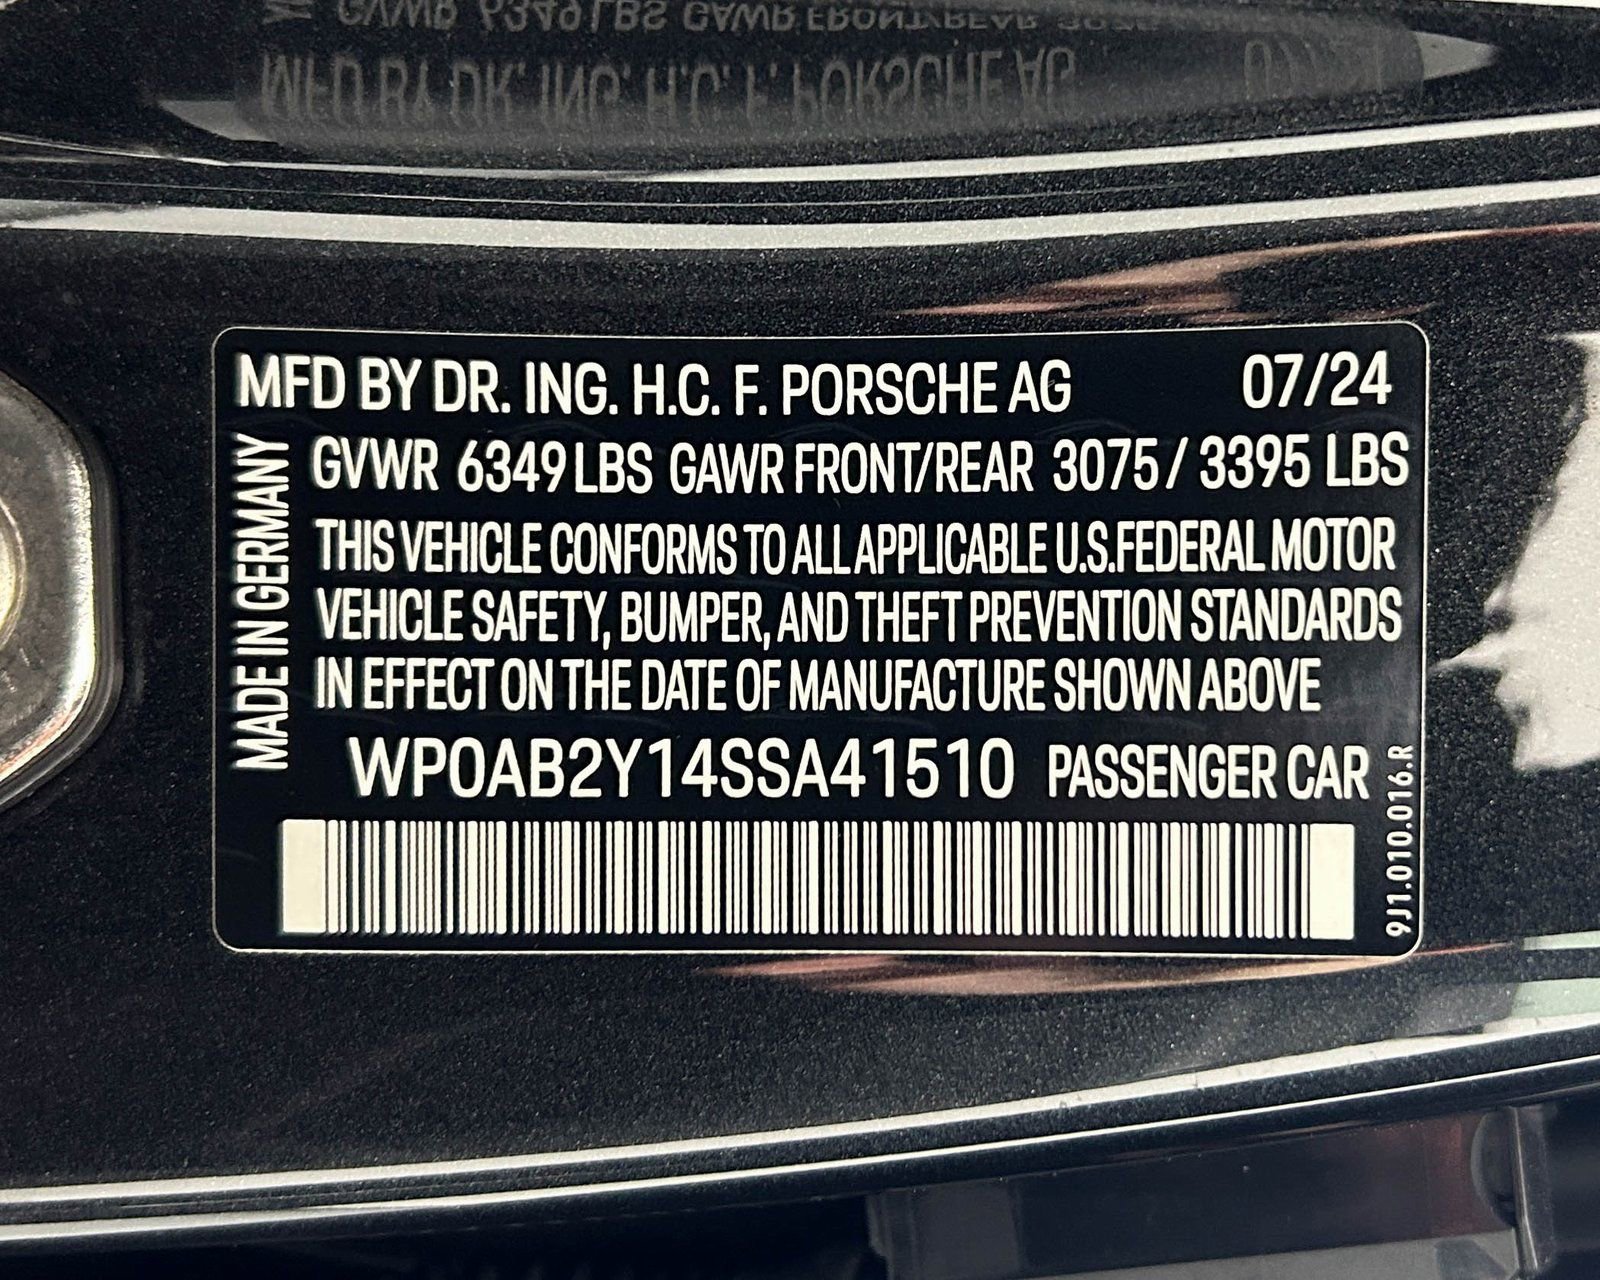 MFD BY DR. ING. H.C. F. PORSCHE AG 07/24
GVWR 6349 LBS GAWR FRONT/REAR 3075 / 3395 LBS
THIS VEHICLE CONFORMS TO ALL APPLICABLE U.S.FEDERAL MOTOR
VEHICLE SAFETY, BUMPER, AND THEFT PREVENTION STANDARDS
IN EFFECT ON THE DATE OF MANUFACTURE SHOWN ABOVE
WP0AB2Y14SSA41510 PASSENGER CAR
MADE IN GERMANY
9J1.010.016.R